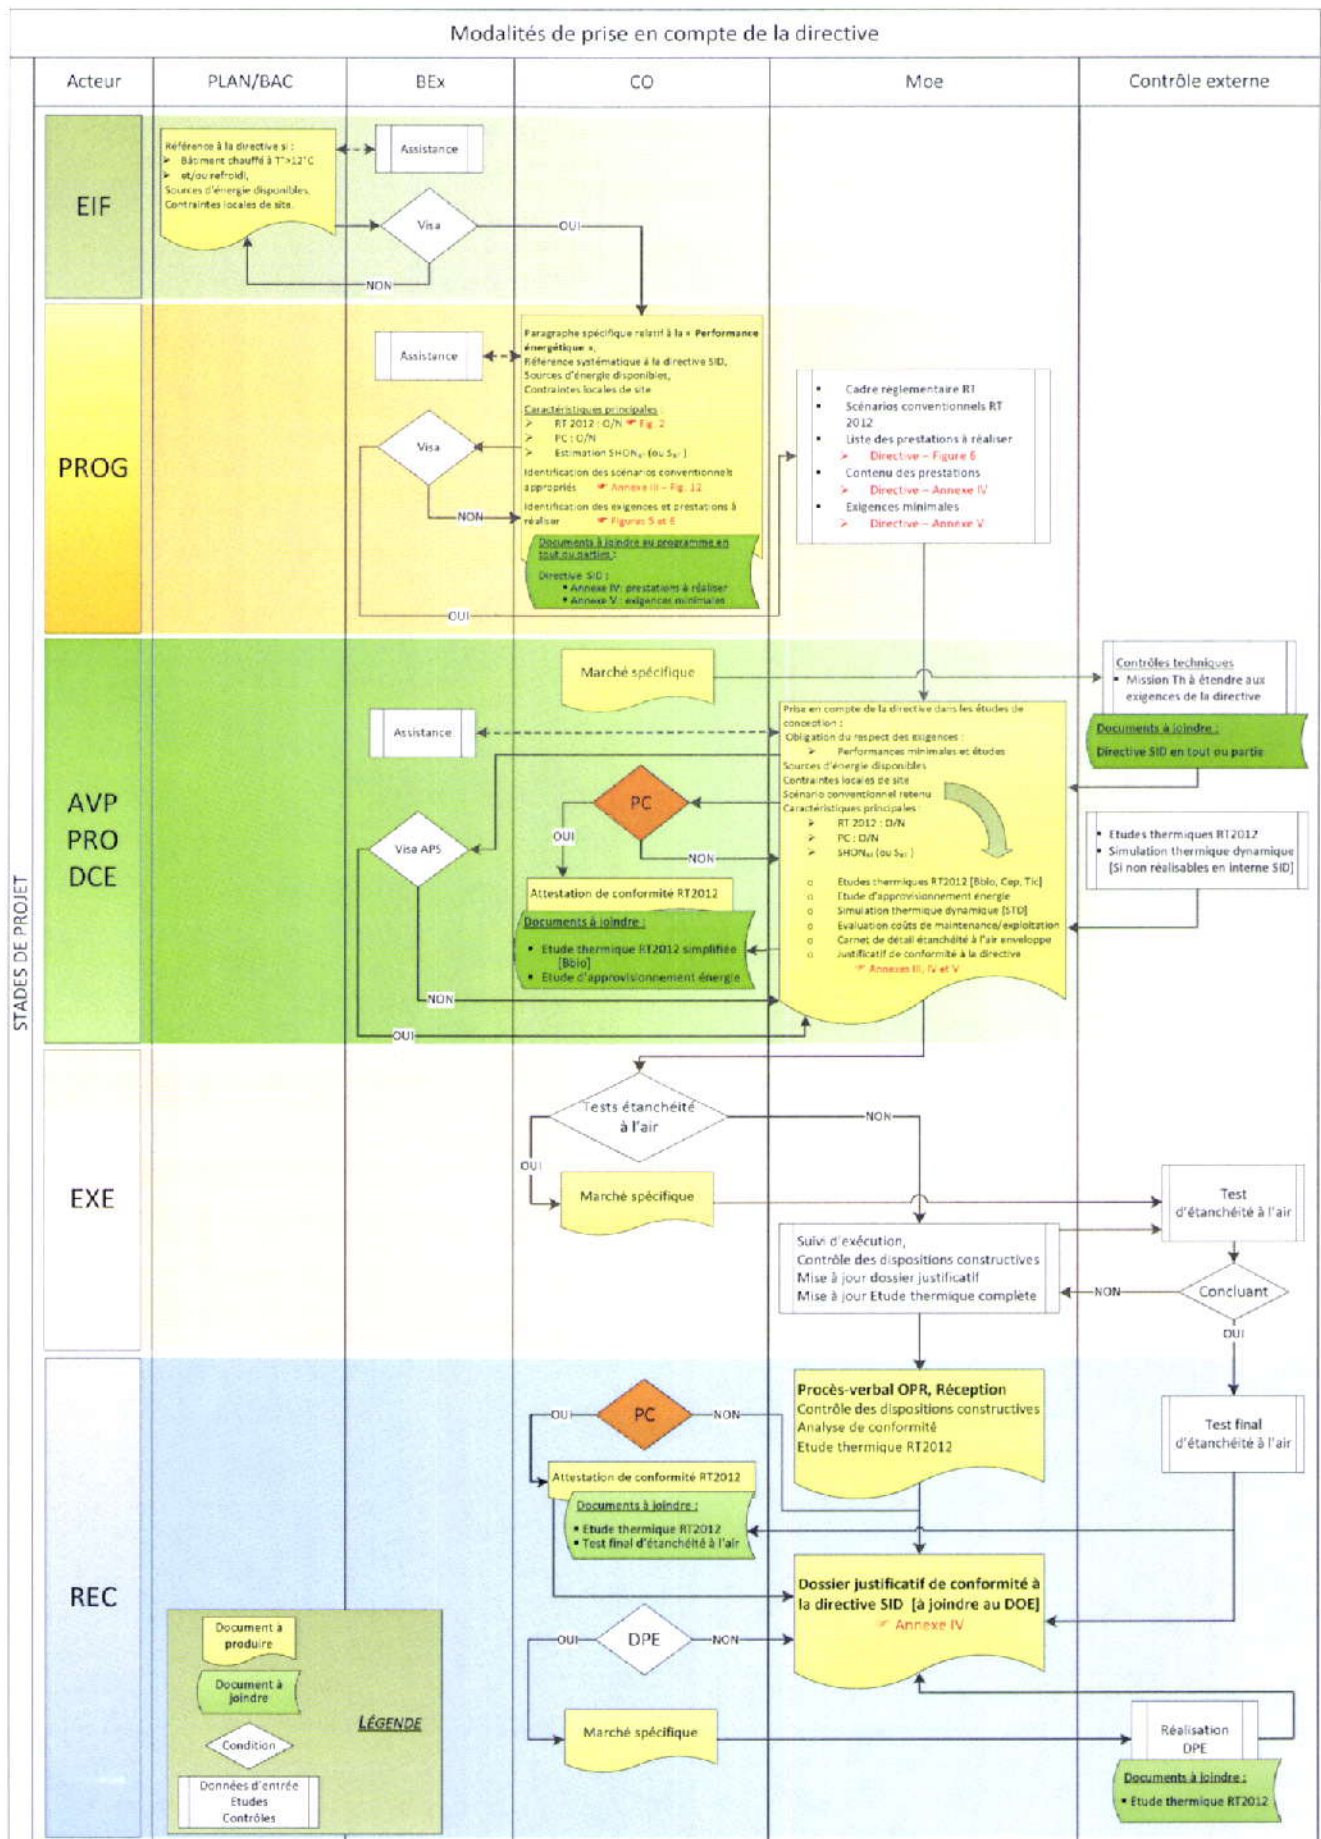 Modalités de prise en compte de la directive
Acteur
PLAN/BAC
BEx
CO
Moe
Contrôle externe
STADES DE PROJET
EIF
Référence à la directive si :
➢ Bâtiment chauffé à T°>12°C
➢ et/ou refroidi,
Sources d'énergie disponibles,
Contraintes locales de site.
Assistance
Visa
OUI
NON
PROG
Assistance
Visa
NON
OUI
Paragraphe spécifique relatif à la « Performance
énergétique »,
Référence systématique à la directive SID,
Sources d'énergie disponibles,
Contraintes locales de site
Caractéristiques principales :
➢ RT 2012 : O/N ☞ Fig. 2
➢ PC : O/N
➢ Estimation SHONRT (ou SRT)
Identification des scénarios conventionnels
appropriés ☞ Annexe III – Fig. 12
Identification des exigences et prestations à
réaliser ☞ Figures 5 et 6
Documents à joindre au programme en
tout ou parties :
Directive SID :
▪ Annexe IV: prestations à réaliser
▪ Annexe V : exigences minimales
▪ Cadre règlementaire RT
▪ Scénarios conventionnels RT
2012
▪ Liste des prestations à réaliser
➢ Directive – Figure 6
▪ Contenu des prestations
➢ Directive – Annexe IV
▪ Exigences minimales
➢ Directive – Annexe V
AVP
PRO
DCE
Marché spécifique
Contrôles techniques
▪ Mission Th à étendre aux
exigences de la directive
Documents à joindre :
Directive SID en tout ou partie
Assistance
Visa APS
NON
OUI
PC
OUI
NON
Attestation de conformité RT2012
Documents à joindre :
▪ Etude thermique RT2012 simplifiée
[Bbio]
▪ Etude d'approvisionnement énergie
Prise en compte de la directive dans les études de
conception :
Obligation du respect des exigences :
➢ Performances minimales et études
Sources d'énergie disponibles
Contraintes locales de site
Scénario conventionnel retenu
Caractéristiques principales :
➢ RT 2012 : O/N
➢ PC : O/N
➢ SHONRT (ou SRT)
o Etudes thermiques RT2012 [Bbio, Cep, Tic]
o Etude d'approvisionnement énergie
o Simulation thermique dynamique [STD]
o Evaluation coûts de maintenance/exploitation
o Carnet de détail étanchéité à l'air enveloppe
o Justificatif de conformité à la directive
☞ Annexes III, IV et V
▪ Etudes thermiques RT2012
▪ Simulation thermique dynamique
[Si non réalisables en interne SID]
EXE
Tests étanchéité
à l'air
NON
OUI
Marché spécifique
Test
d'étanchéité à l'air
Suivi d'exécution,
Contrôle des dispositions constructives
Mise à jour dossier justificatif
Mise à jour Etude thermique complète
NON
Concluant
OUI
REC
OUI
PC
NON
Procès-verbal OPR, Réception
Contrôle des dispositions constructives
Analyse de conformité
Etude thermique RT2012
Test final
d'étanchéité à l'air
Attestation de conformité RT2012
Documents à joindre :
▪ Etude thermique RT2012
▪ Test final d'étanchéité à l'air
Dossier justificatif de conformité à
la directive SID [à joindre au DOE]
☞ Annexe IV
OUI
DPE
NON
Marché spécifique
Réalisation
DPE
Documents à joindre :
▪ Etude thermique RT2012
LÉGENDE
Document à
produire
Document à
joindre
Condition
Données d'entrée
Etudes
Contrôles